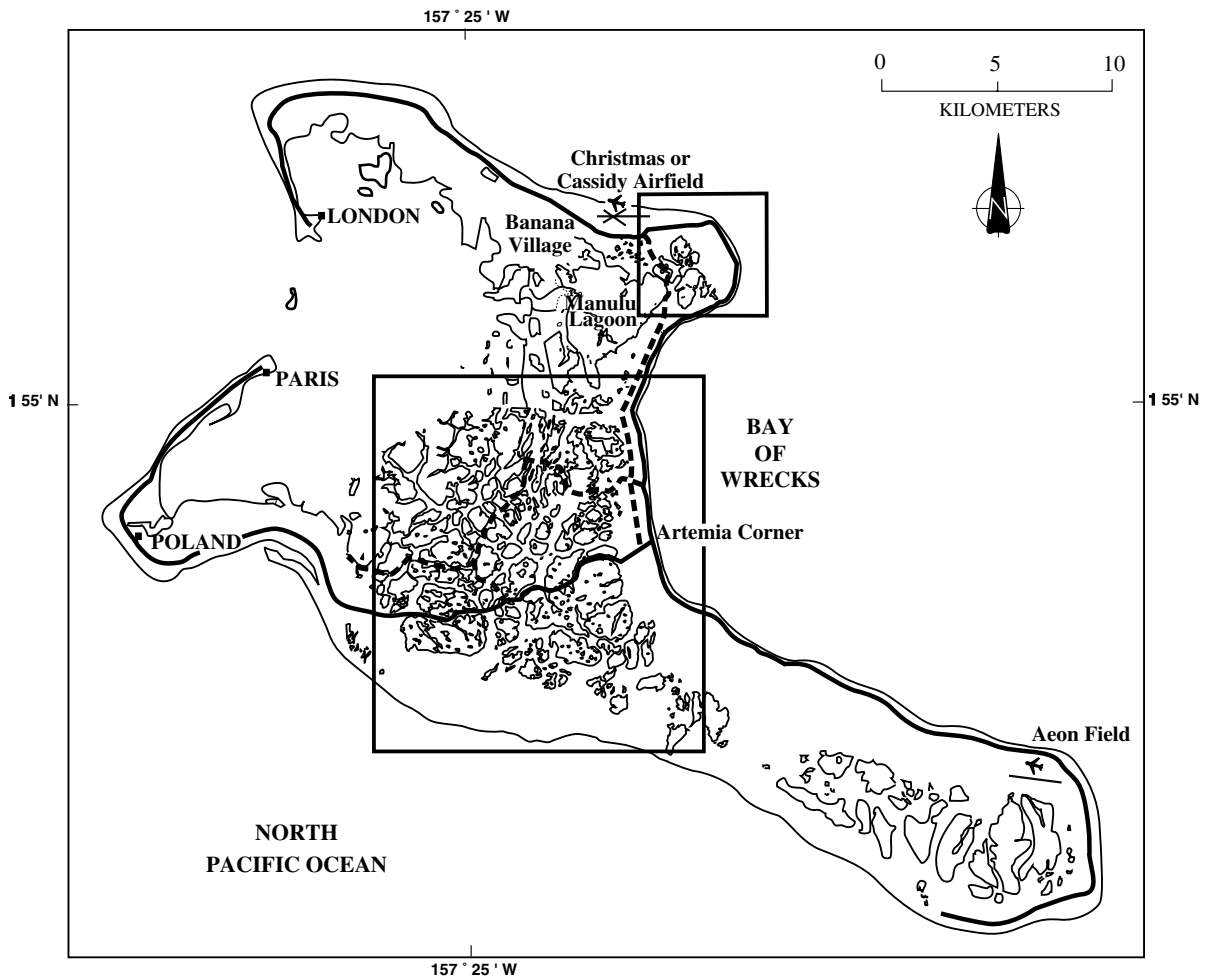 157 ° 25 ' W
0 5 10
KILOMETERS
Christmas or
Cassidy Airfield
LONDON
Banana
Village
Manulu
Lagoon
PARIS
1 55' N
1 55' N
BAY
OF
WRECKS
POLAND
Artemia Corner
Aeon Field
NORTH
PACIFIC OCEAN
157 ° 25 ' W